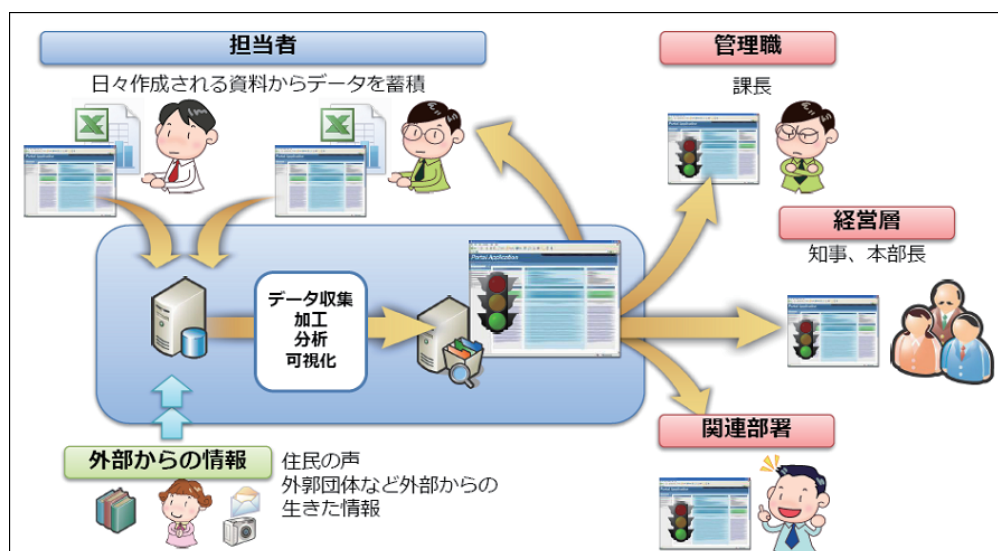 担当者
日々作成される資料からデータを蓄積
管理職
課長
経営層
知事、本部長
Portal Application
データ収集
加工
分析
可視化
関連部署
外部からの情報
住民の声
外郭団体など外部からの
生きた情報